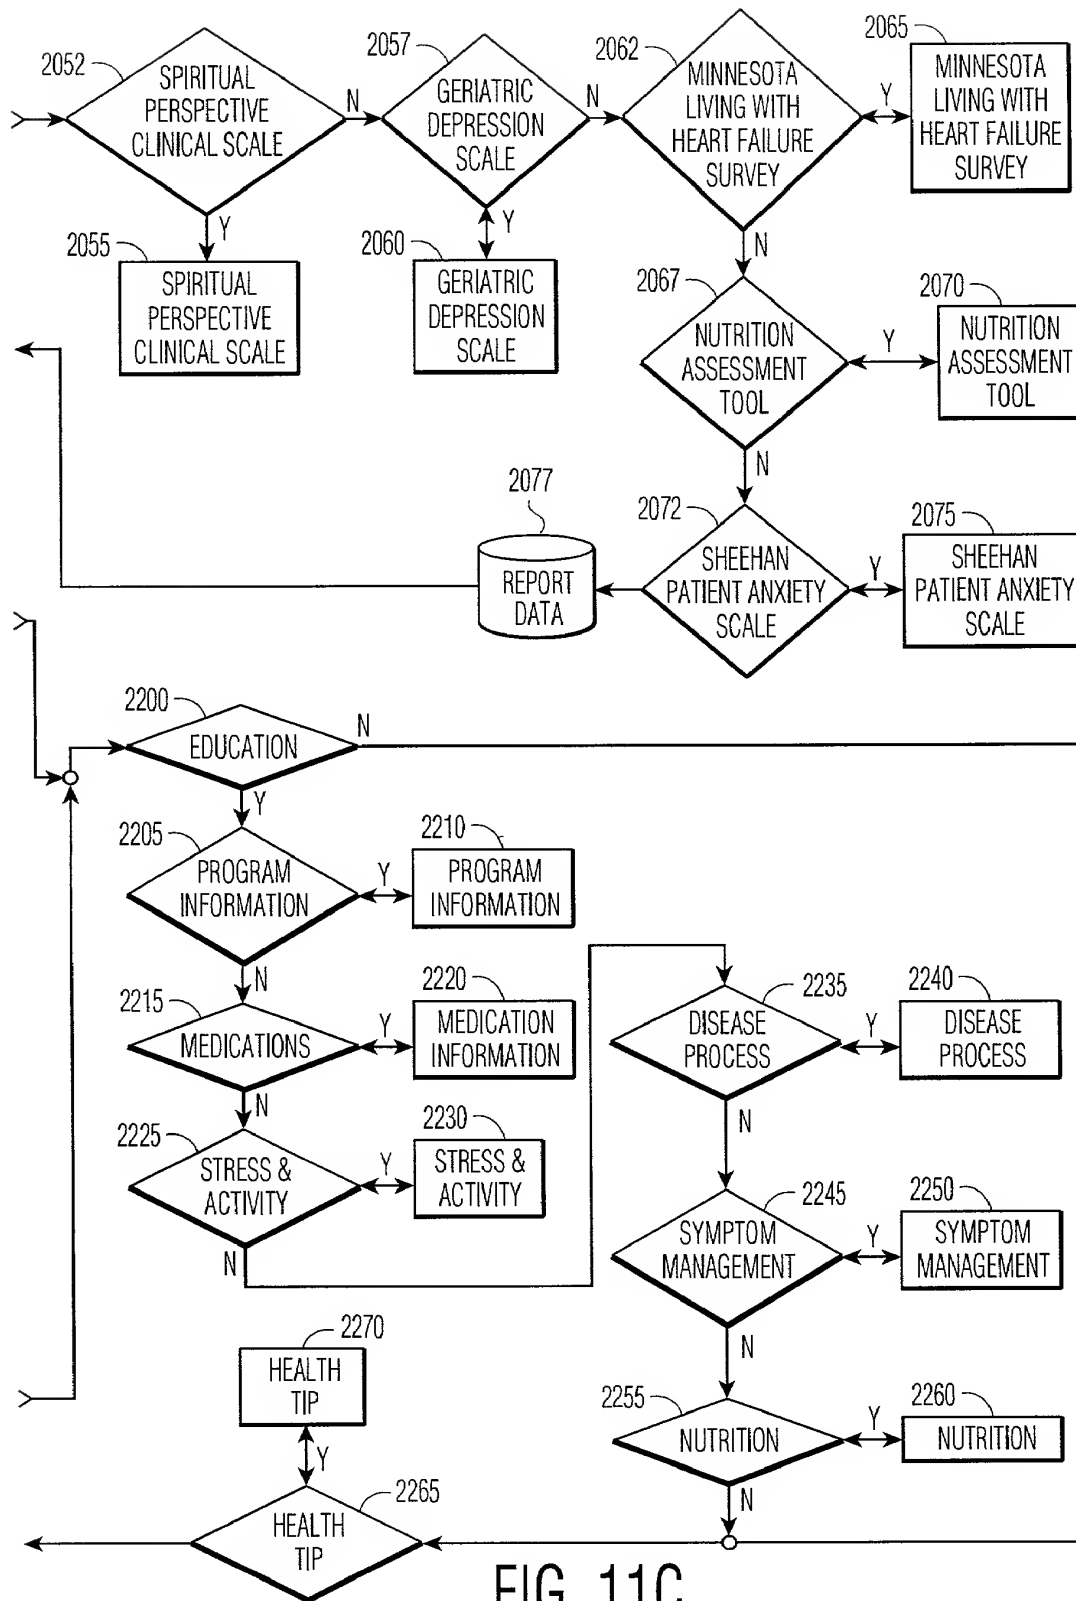 2052
SPIRITUAL
PERSPECTIVE
CLINICAL SCALE
N
Y
2055
SPIRITUAL
PERSPECTIVE
CLINICAL SCALE
2057
GERIATRIC
DEPRESSION
SCALE
N
Y
2060
GERIATRIC
DEPRESSION
SCALE
2062
MINNESOTA
LIVING WITH
HEART FAILURE
SURVEY
Y
N
2065
MINNESOTA
LIVING WITH
HEART FAILURE
SURVEY
2067
NUTRITION
ASSESSMENT
TOOL
Y
N
2070
NUTRITION
ASSESSMENT
TOOL
2072
SHEEHAN
PATIENT ANXIETY
SCALE
Y
2075
SHEEHAN
PATIENT ANXIETY
SCALE
2077
REPORT
DATA
2200
EDUCATION
N
Y
2205
PROGRAM
INFORMATION
Y
N
2210
PROGRAM
INFORMATION
2215
MEDICATIONS
Y
N
2220
MEDICATION
INFORMATION
2225
STRESS &
ACTIVITY
Y
N
2230
STRESS &
ACTIVITY
2235
DISEASE
PROCESS
Y
N
2240
DISEASE
PROCESS
2245
SYMPTOM
MANAGEMENT
Y
N
2250
SYMPTOM
MANAGEMENT
2255
NUTRITION
Y
N
2260
NUTRITION
2270
HEALTH
TIP
Y
2265
HEALTH
TIP
FIG. 11C